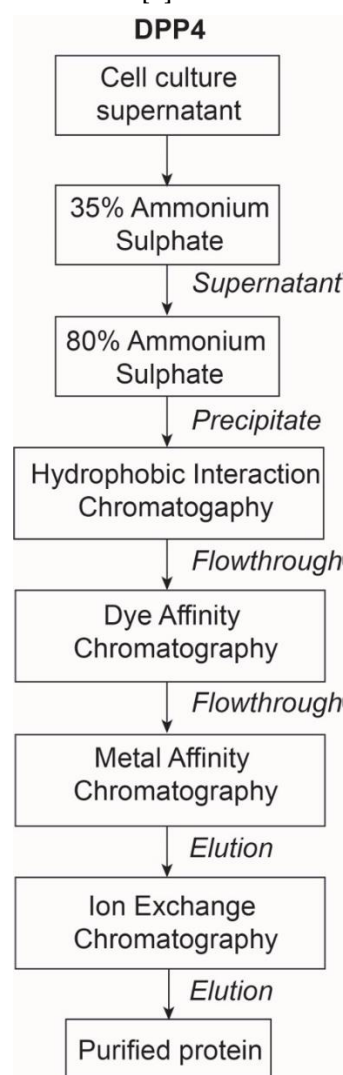 DPP4
Cell culture
supernatant
35% Ammonium
Sulphate
Supernatant
80% Ammonium
Sulphate
Precipitate
Hydrophobic Interaction
Chromatogaphy
Flowthrough
Dye Affinity
Chromatography
Flowthrough
Metal Affinity
Chromatography
Elution
Ion Exchange
Chromatography
Elution
Purified protein